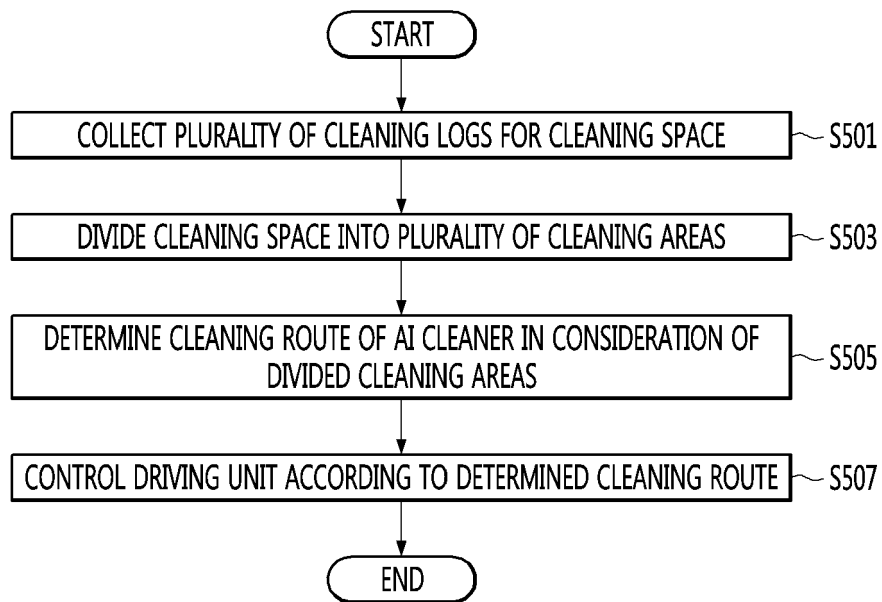 START
COLLECT PLURALITY OF CLEANING LOGS FOR CLEANING SPACE
S501
DIVIDE CLEANING SPACE INTO PLURALITY OF CLEANING AREAS
S503
DETERMINE CLEANING ROUTE OF AI CLEANER IN CONSIDERATION OF
DIVIDED CLEANING AREAS
S505
CONTROL DRIVING UNIT ACCORDING TO DETERMINED CLEANING ROUTE
S507
END